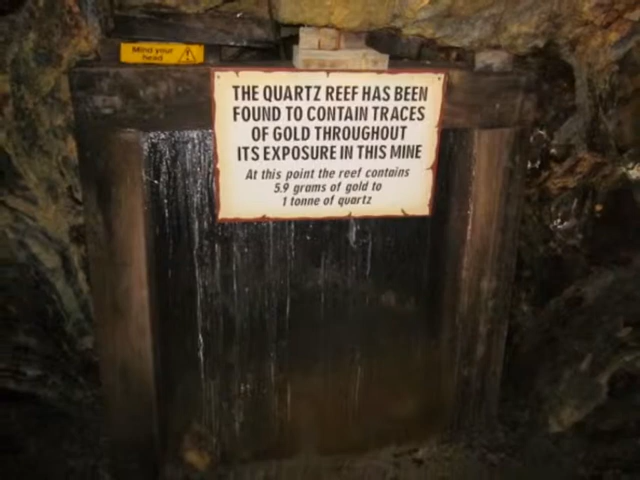 Mind your
head
THE QUARTZ REEF HAS BEEN
FOUND TO CONTAIN TRACES
OF GOLD THROUGHOUT
ITS EXPOSURE IN THIS MINE
At this point the reef contains
5.9 grams of gold to
1 tonne of quartz